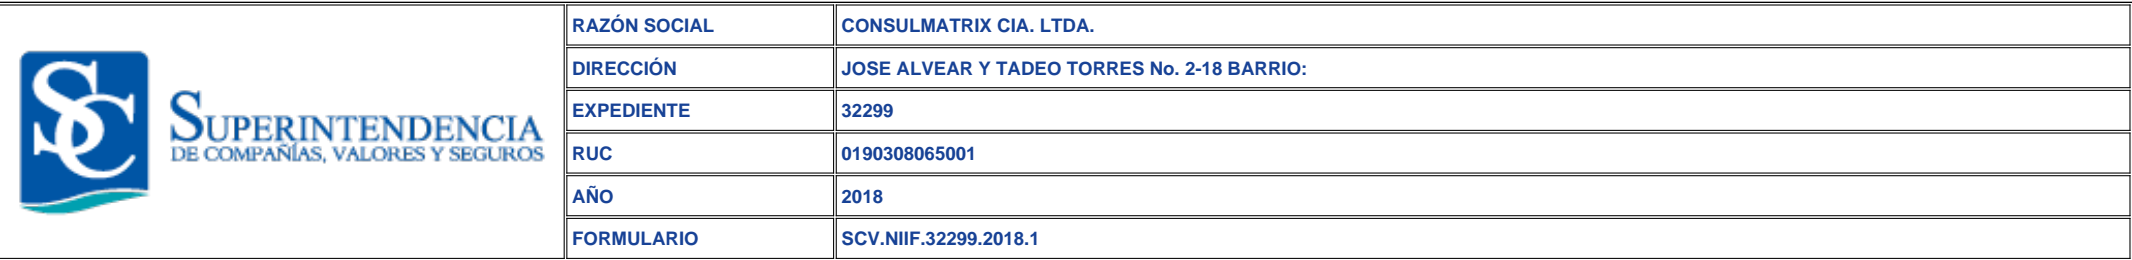 SC
SUPERINTENDENCIA
DE COMPAÑÍAS, VALORES Y SEGUROS
RAZÓN SOCIAL CONSULMATRIX CIA. LTDA.
DIRECCIÓN JOSE ALVEAR Y TADEO TORRES No. 2-18 BARRIO:
EXPEDIENTE 32299
RUC 0190308065001
AÑO 2018
FORMULARIO SCV.NIIF.32299.2018.1